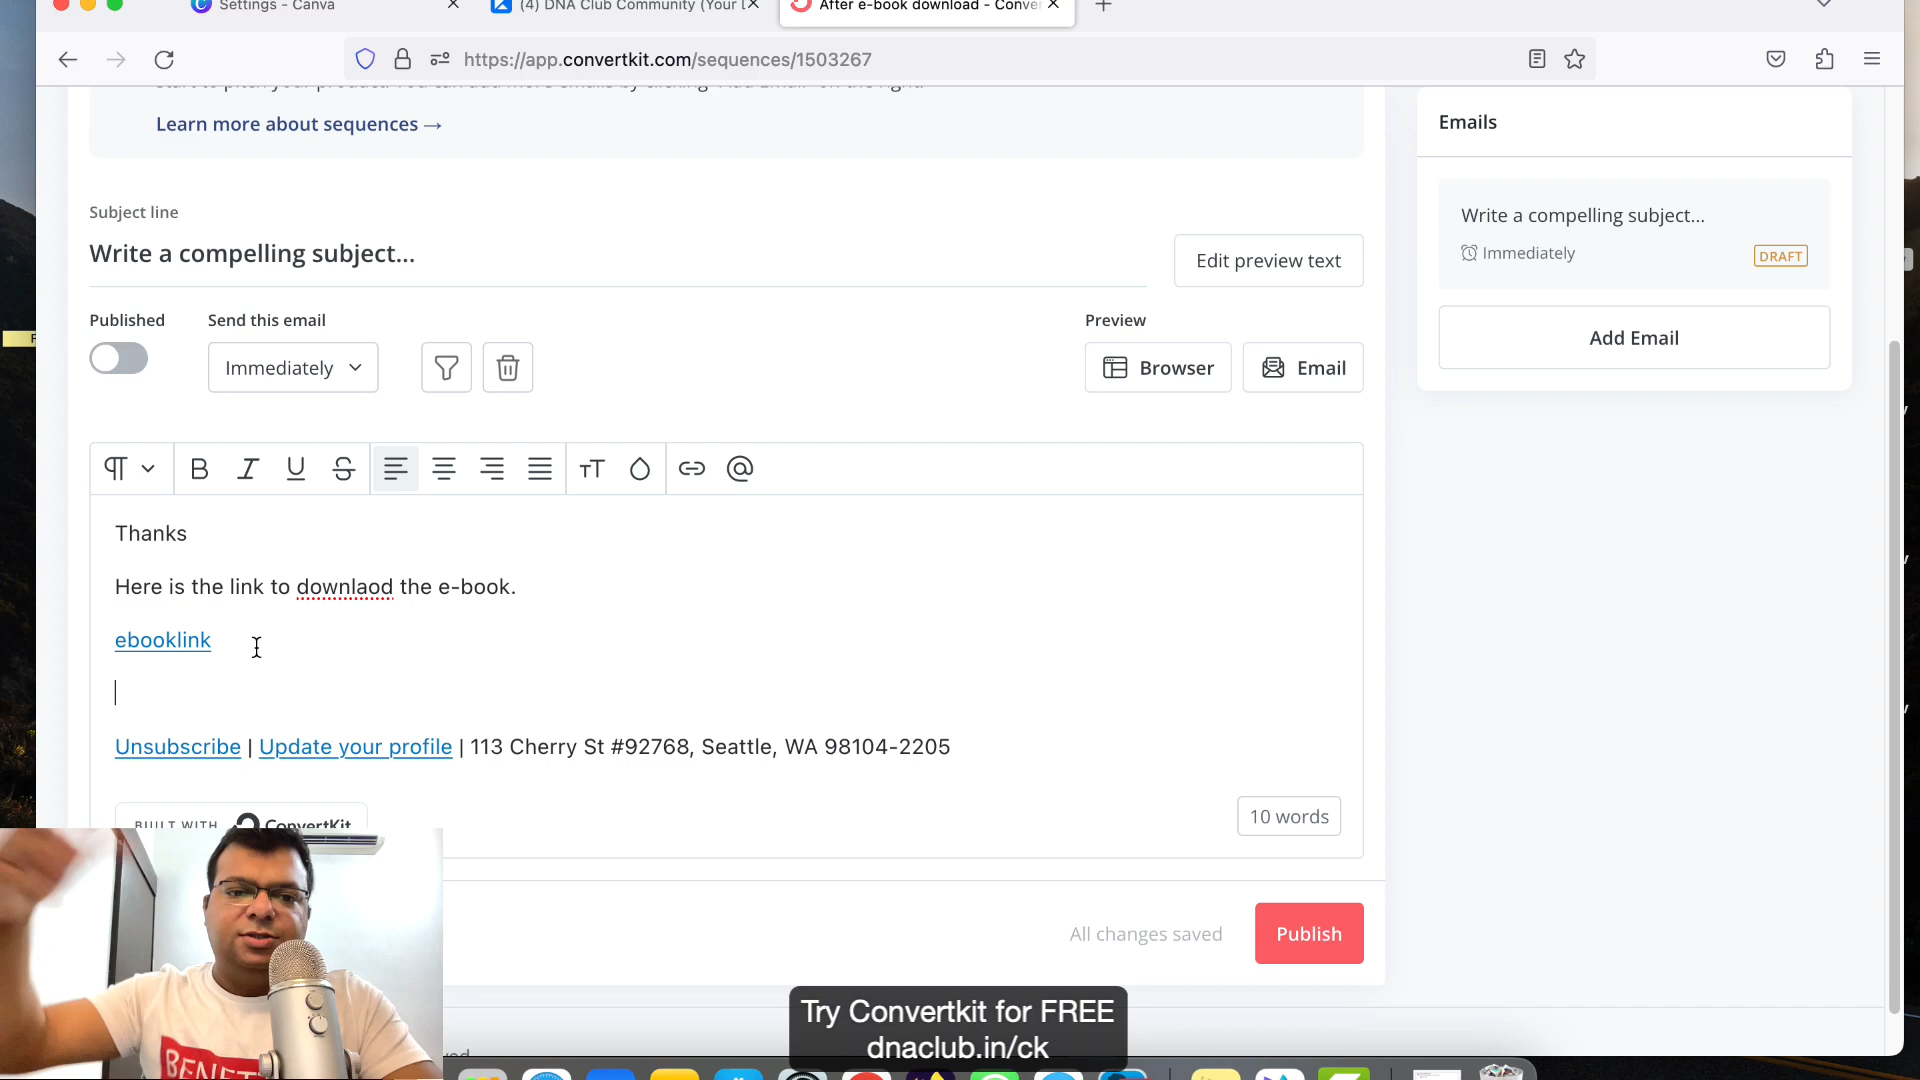 Settings - Canva
(4) DNA Club Community (Your
After e-book download - Conver
https://app.convertkit.com/sequences/1503267
Learn more about sequences →
Emails
Write a compelling subject...
Immediately
DRAFT
Add Email
Subject line
Write a compelling subject...
Edit preview text
Published
Send this email
Preview
Immediately
Browser
Email
Thanks
Here is the link to downlaod the e-book.
ebooklink
Unsubscribe | Update your profile | 113 Cherry St #92768, Seattle, WA 98104-2205
BUILT WITH ConvertKit
10 words
All changes saved
Publish
Try Convertkit for FREE
dnaclub.in/ck